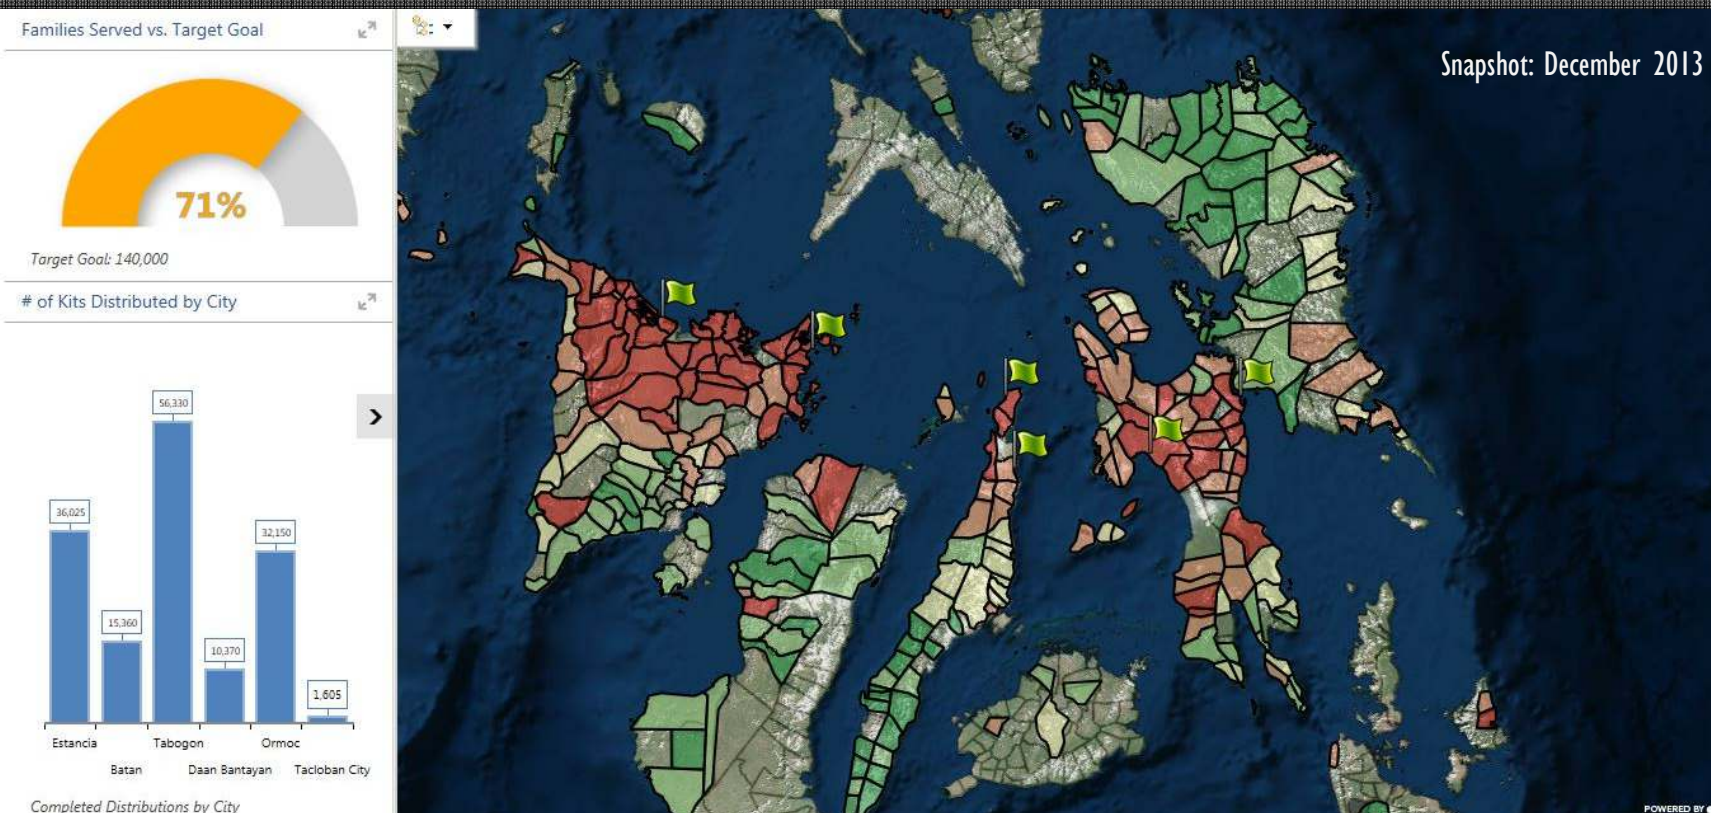 Families Served vs. Target Goal
71%
Target Goal: 140,000
# of Kits Distributed by City
56,330
36,025
32,150
15,360
10,370
1,605
Estancia
Tabogon
Ormoc
Batan
Daan Bantayan
Tacloban City
Completed Distributions by City
Snapshot: December 2013
POWERED BY